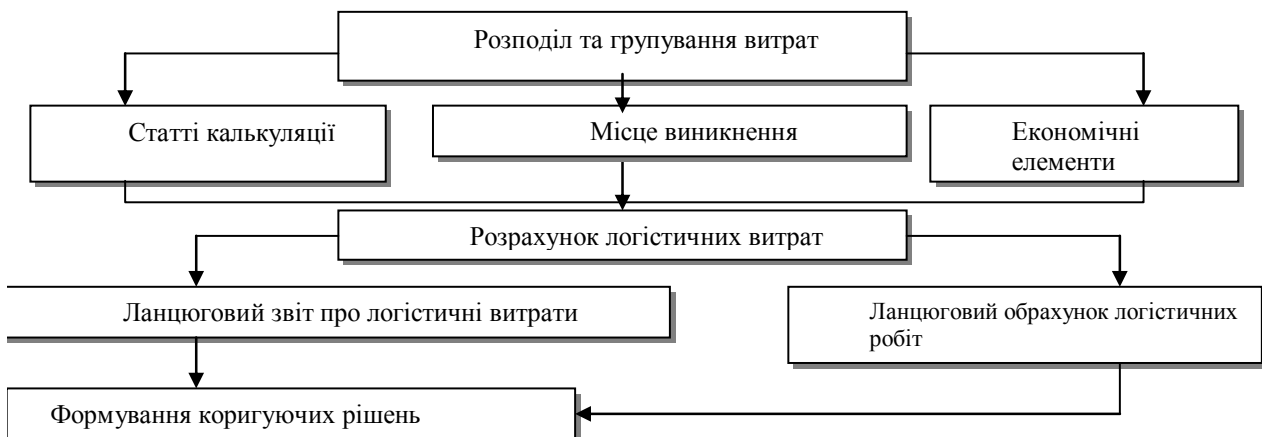 Розподіл та групування витрат
Статті калькуляції
Місце виникнення
Економічні
елементи
Розрахунок логістичних витрат
Ланцюговий звіт про логістичні витрати
Ланцюговий обрахунок логістичних
робіт
Формування коригуючих рішень